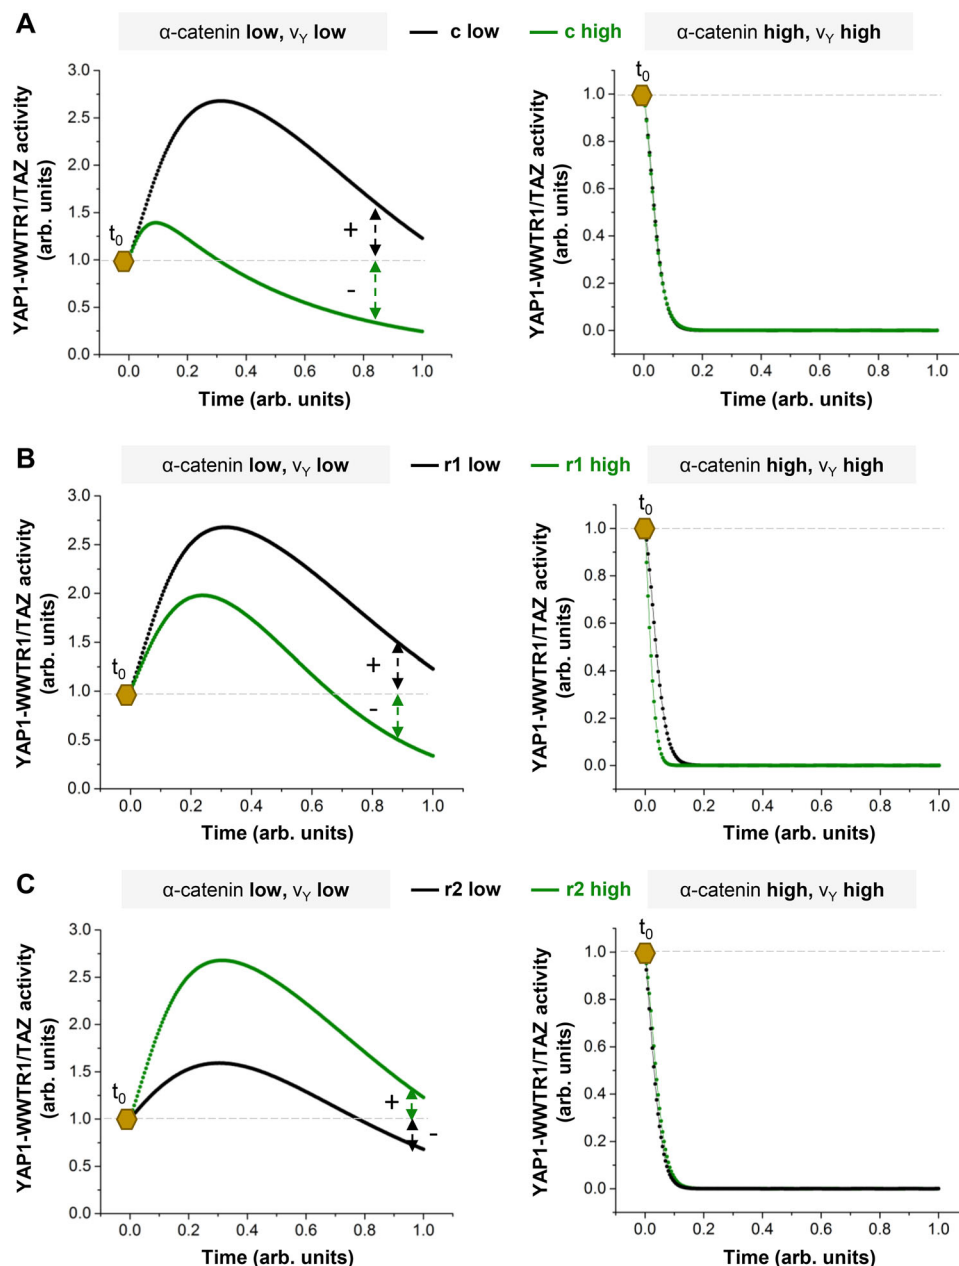 A
α-catenin low, vY low
c low
c high
α-catenin high, vY high
YAP1-WWTR1/TAZ activity
(arb. units)
3.0
2.5
2.0
1.5
1.0
0.5
0.0
t0
+
-
0.0 0.2 0.4 0.6 0.8 1.0
Time (arb. units)
YAP1-WWTR1/TAZ activity
(arb. units)
t0
1.0
0.8
0.6
0.4
0.2
0.0
0.0 0.2 0.4 0.6 0.8 1.0
Time (arb. units)
B
α-catenin low, vY low
r1 low
r1 high
α-catenin high, vY high
YAP1-WWTR1/TAZ activity
(arb. units)
3.0
2.5
2.0
1.5
1.0
0.5
0.0
t0
+
-
0.0 0.2 0.4 0.6 0.8 1.0
Time (arb. units)
YAP1-WWTR1/TAZ activity
(arb. units)
t0
1.0
0.8
0.6
0.4
0.2
0.0
0.0 0.2 0.4 0.6 0.8 1.0
Time (arb. units)
C
α-catenin low, vY low
r2 low
r2 high
α-catenin high, vY high
YAP1-WWTR1/TAZ activity
(arb. units)
3.0
2.5
2.0
1.5
1.0
0.5
0.0
t0
+
-
0.0 0.2 0.4 0.6 0.8 1.0
Time (arb. units)
YAP1-WWTR1/TAZ activity
(arb. units)
t0
1.0
0.8
0.6
0.4
0.2
0.0
0.0 0.2 0.4 0.6 0.8 1.0
Time (arb. units)